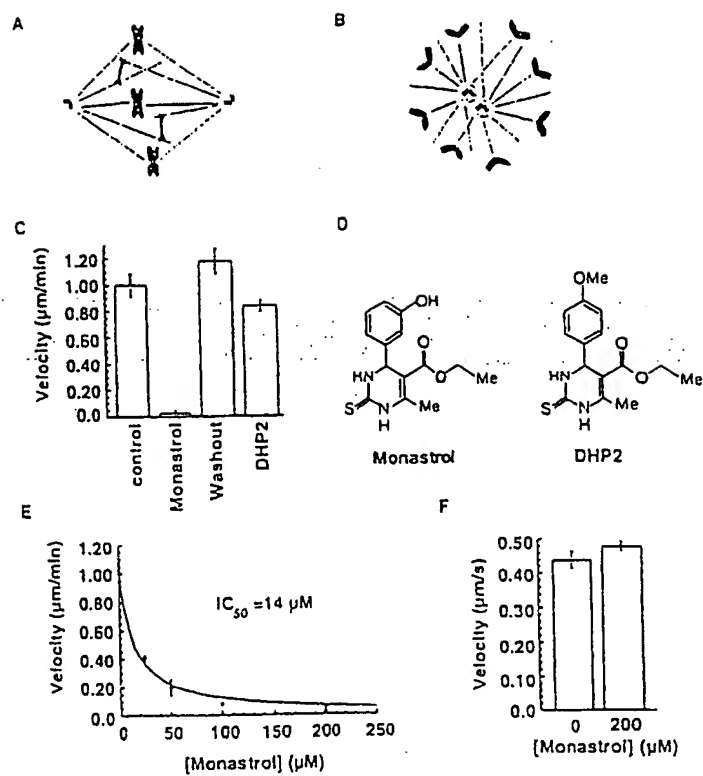 A
B
C
Velocity (µm/min)
1.20
1.00
0.80
0.60
0.40
0.20
0.0
control
Monastrol
Washout
DHP2
D
OH
HN
S
N
H
Me
O
O
Me
Monastrol
OMe
HN
S
N
H
Me
O
O
Me
DHP2
E
Velocity (µm/min)
1.20
1.00
0.80
0.60
0.40
0.20
0.0
IC50 =14 µM
0
50
100
150
200
250
[Monastrol] (µM)
F
Velocity (µm/s)
0.50
0.40
0.30
0.20
0.10
0.0
0
200
[Monastrol] (µM)